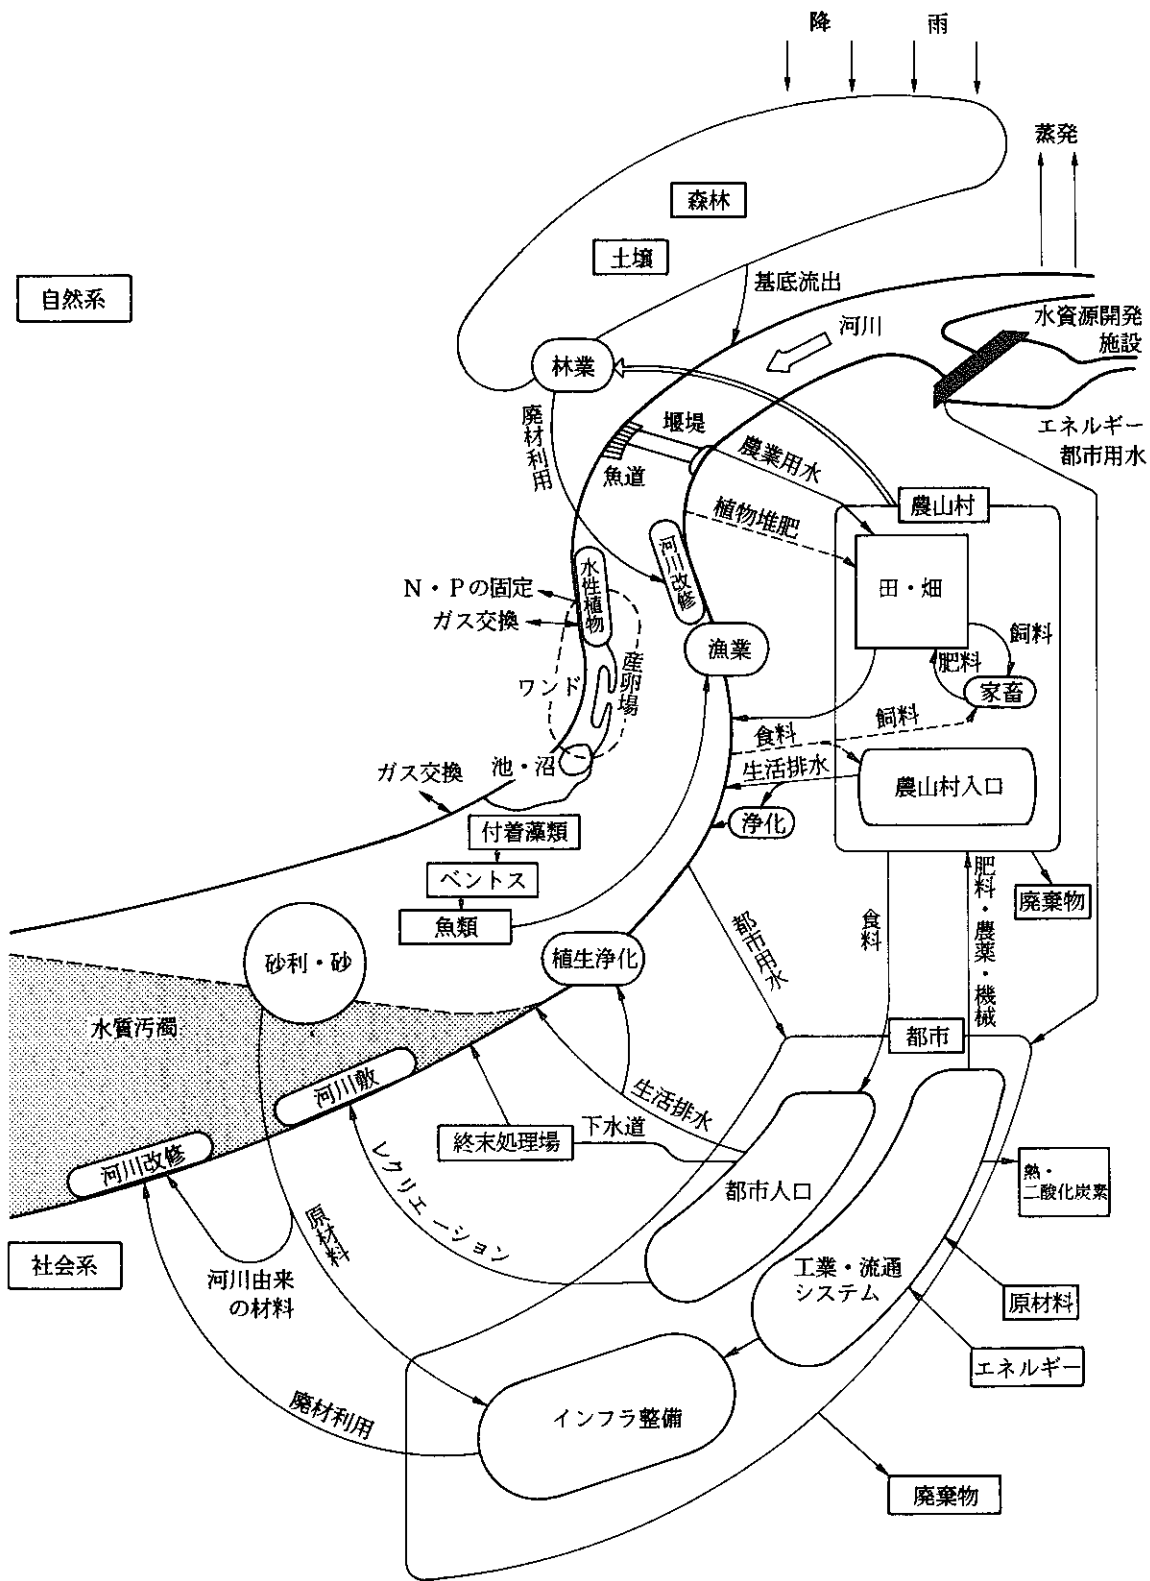 降 雨
蒸発
森林
土壌
自然系
基底流出
河川
水資源開発
施設
林業
廃材利用
堰堤
魚道
農業用水
エネルギー
都市用水
農山村
植物堆肥
河川改修
田・畑
水性植物
N・Pの固定
ガス交換
飼料
肥料
漁業
産卵場
ワンド
家畜
飼料
食料
生活排水
池・沼
ガス交換
農山村入口
浄化
付着藻類
ベントス
魚類
肥料・農薬・機械
廃棄物
食料
都市用水
植生浄化
砂利・砂
水質汚濁
都市
河川敷
生活排水
下水道
終末処理場
河川改修
レクリエーション
都市人口
熱・
二酸化炭素
原材料
社会系
河川由来
の材料
工業・流通
システム
原材料
エネルギー
廃材利用
インフラ整備
廃棄物